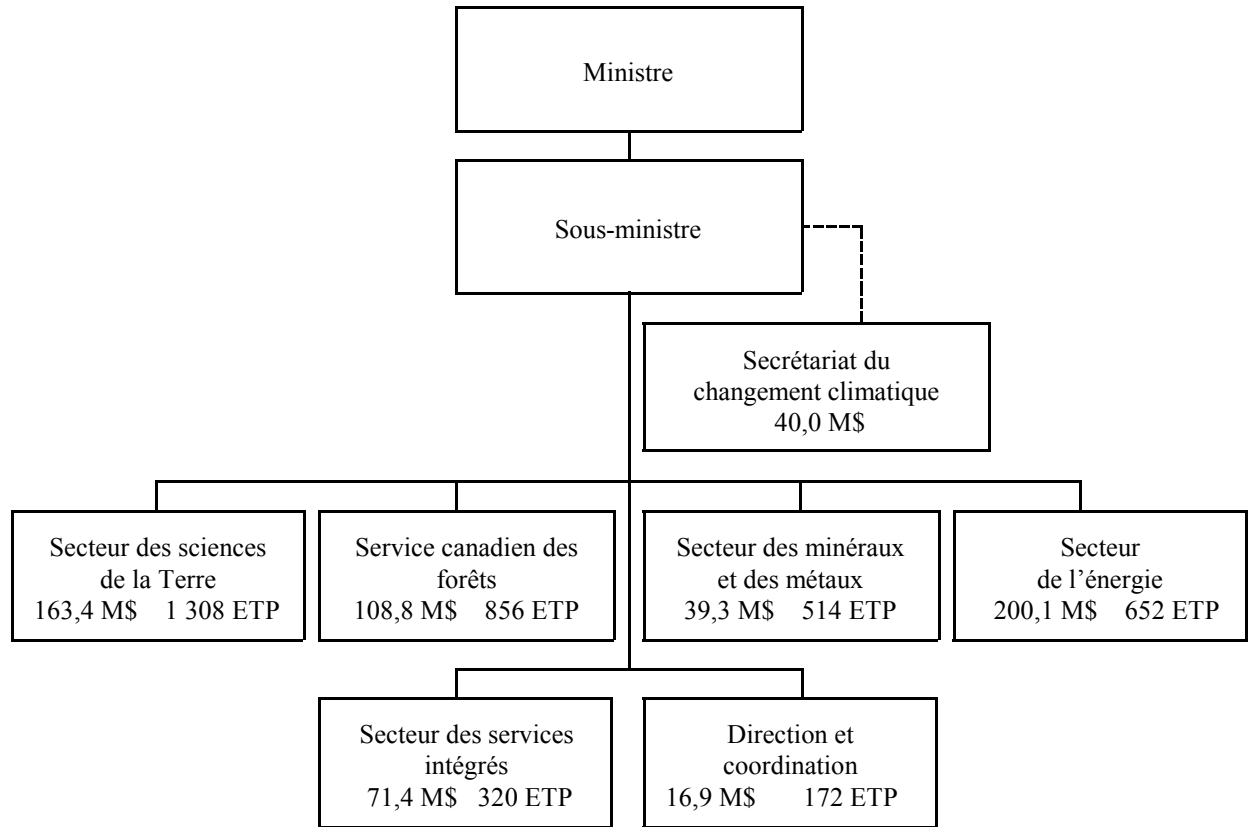 Ministre
Sous-ministre
Secrétariat du
changement climatique
40,0 M$
Secteur des sciences
de la Terre
163,4 M$ 1 308 ETP
Service canadien des
forêts
108,8 M$ 856 ETP
Secteur des minéraux
et des métaux
39,3 M$ 514 ETP
Secteur
de l’énergie
200,1 M$ 652 ETP
Secteur des services
intégrés
71,4 M$ 320 ETP
Direction et
coordination
16,9 M$ 172 ETP